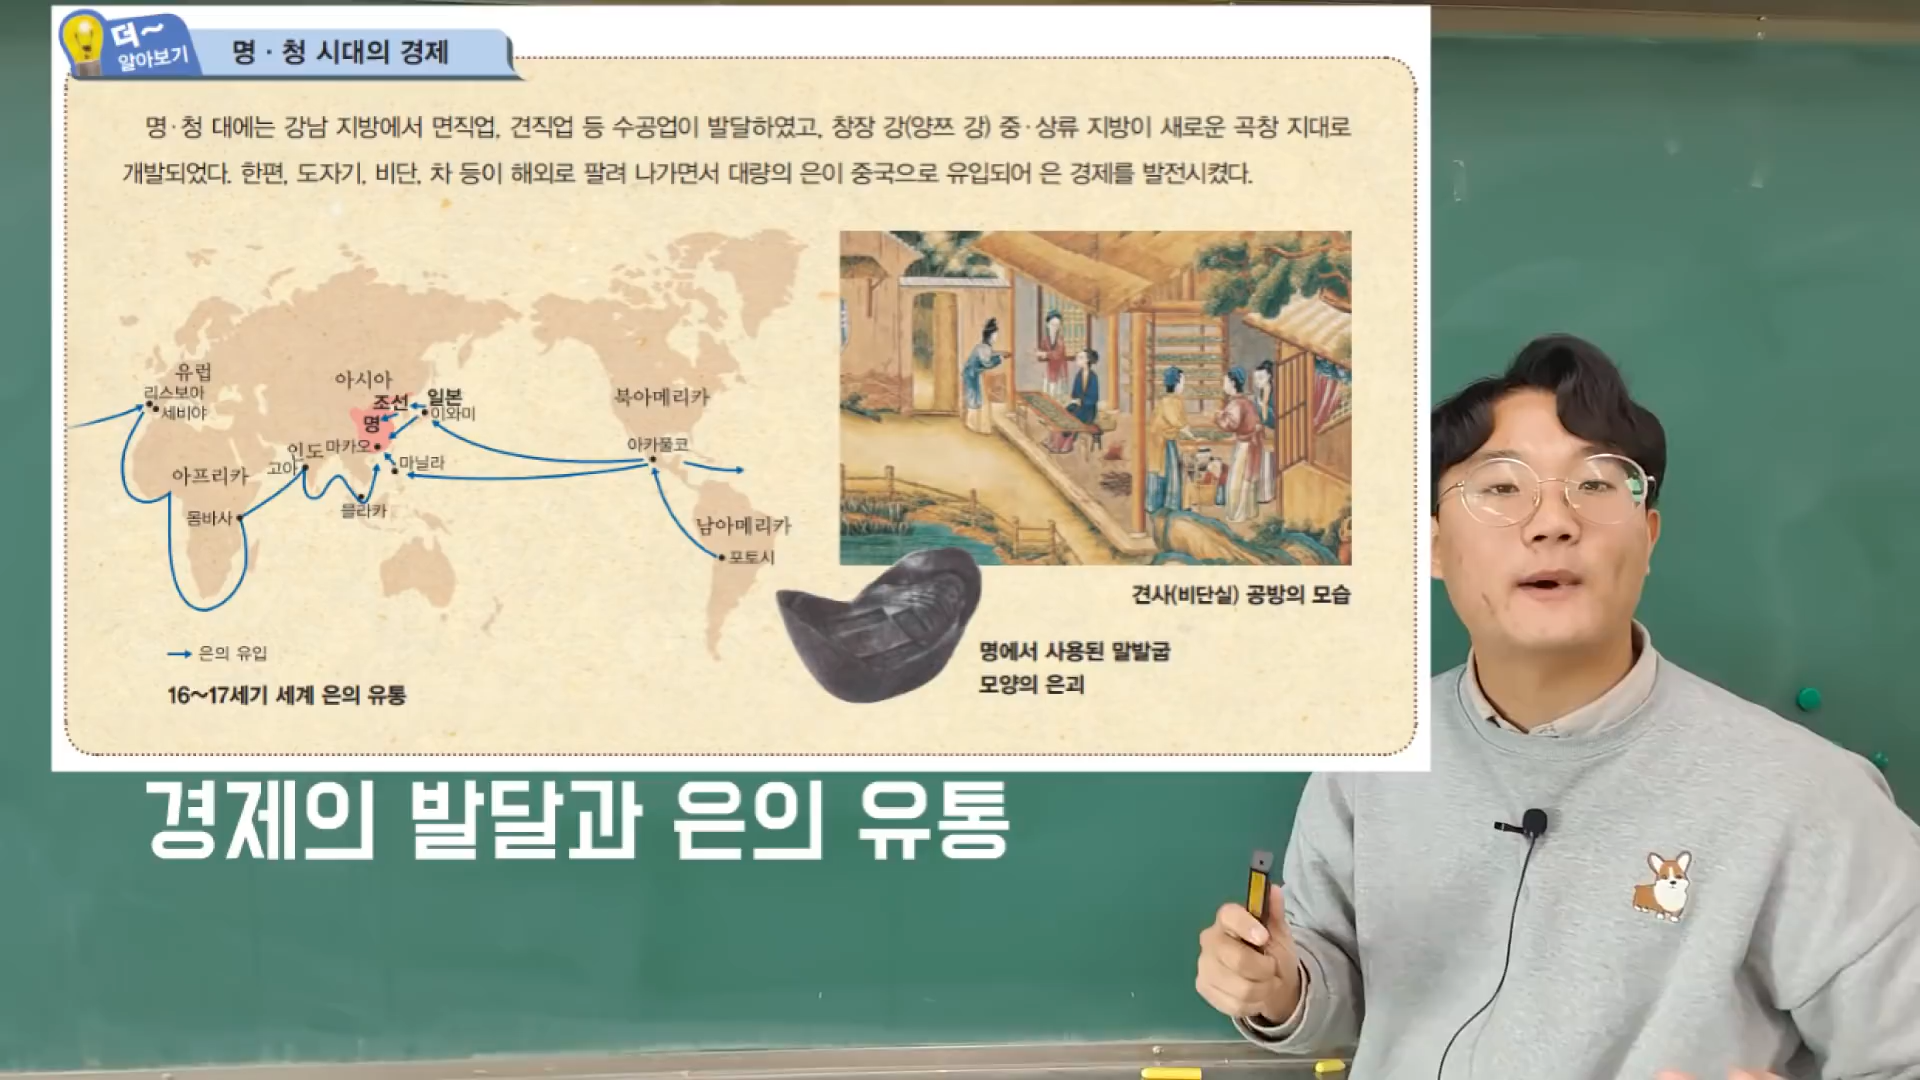 더~
알아보기
명·청 시대의 경제
명·청 대에는 강남 지방에서 면직업, 견직업 등 수공업이 발달하였고, 창장 강(양쯔 강) 중·상류 지방이 새로운 곡창 지대로
개발되었다. 한편, 도자기, 비단, 차 등이 해외로 팔려 나가면서 대량의 은이 중국으로 유입되어 은 경제를 발전시켰다.
유럽
리스보아
세비야
아시아
조선
일본
이와미
명
마카오
인도
고아
마닐라
아프리카
몸바사
믈라카
북아메리카
아카풀코
남아메리카
포토시
은의 유입
16~17세기 세계 은의 유통
견사(비단실) 공방의 모습
명에서 사용된 말발굽
모양의 은괴
경제의 발달과 은의 유통